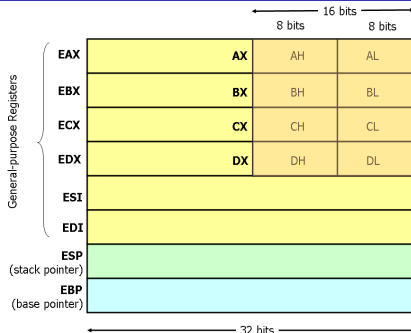 16 bits
8 bits 8 bits
General-purpose Registers
EAX AX AH AL
EBX BX BH BL
ECX CX CH CL
EDX DX DH DL
ESI
EDI
ESP
(stack pointer)
EBP
(base pointer)
32 bits